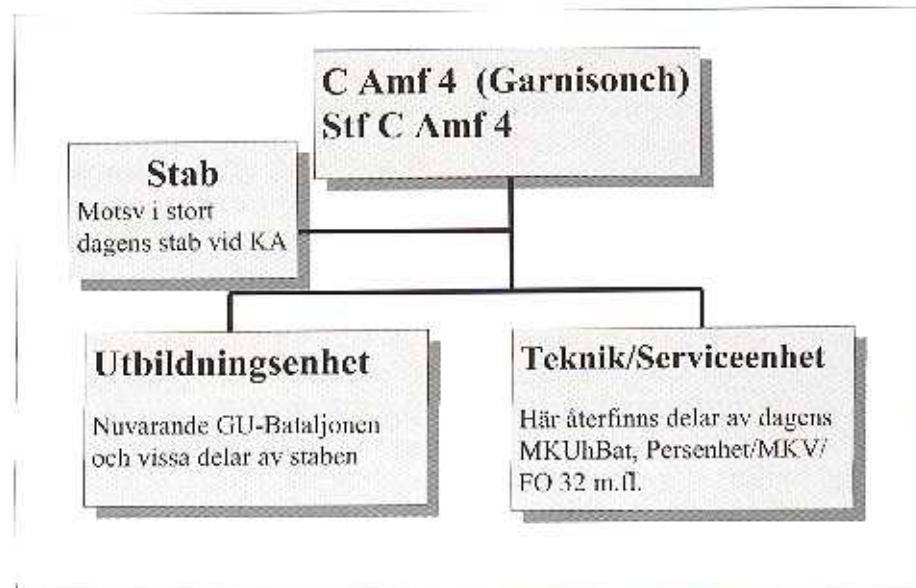 C Amf 4 (Garnisonch)
Stf C Amf 4
Stab
Motsv i stort
dagens stab vid KA
Utbildningsenhet
Nuvarande GU-Bataljonen
och vissa delar av staben
Teknik/Serviceenhet
Här återfinns delar av dagens
MKUhBat, Persenhet/MKV/
FO 32 m.fl.